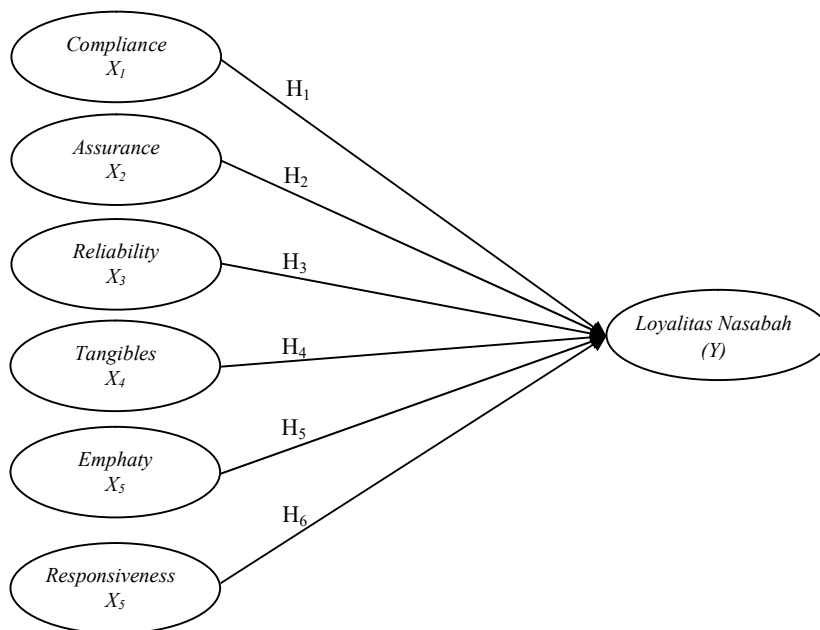 Compliance
X₁
H₁
Assurance
X₂
H₂
Reliability
X₃
H₃
Tangibles
X₄
H₄
Emphaty
X₅
H₅
Responsiveness
X₅
H₆
Loyalitas Nasabah
(Y)